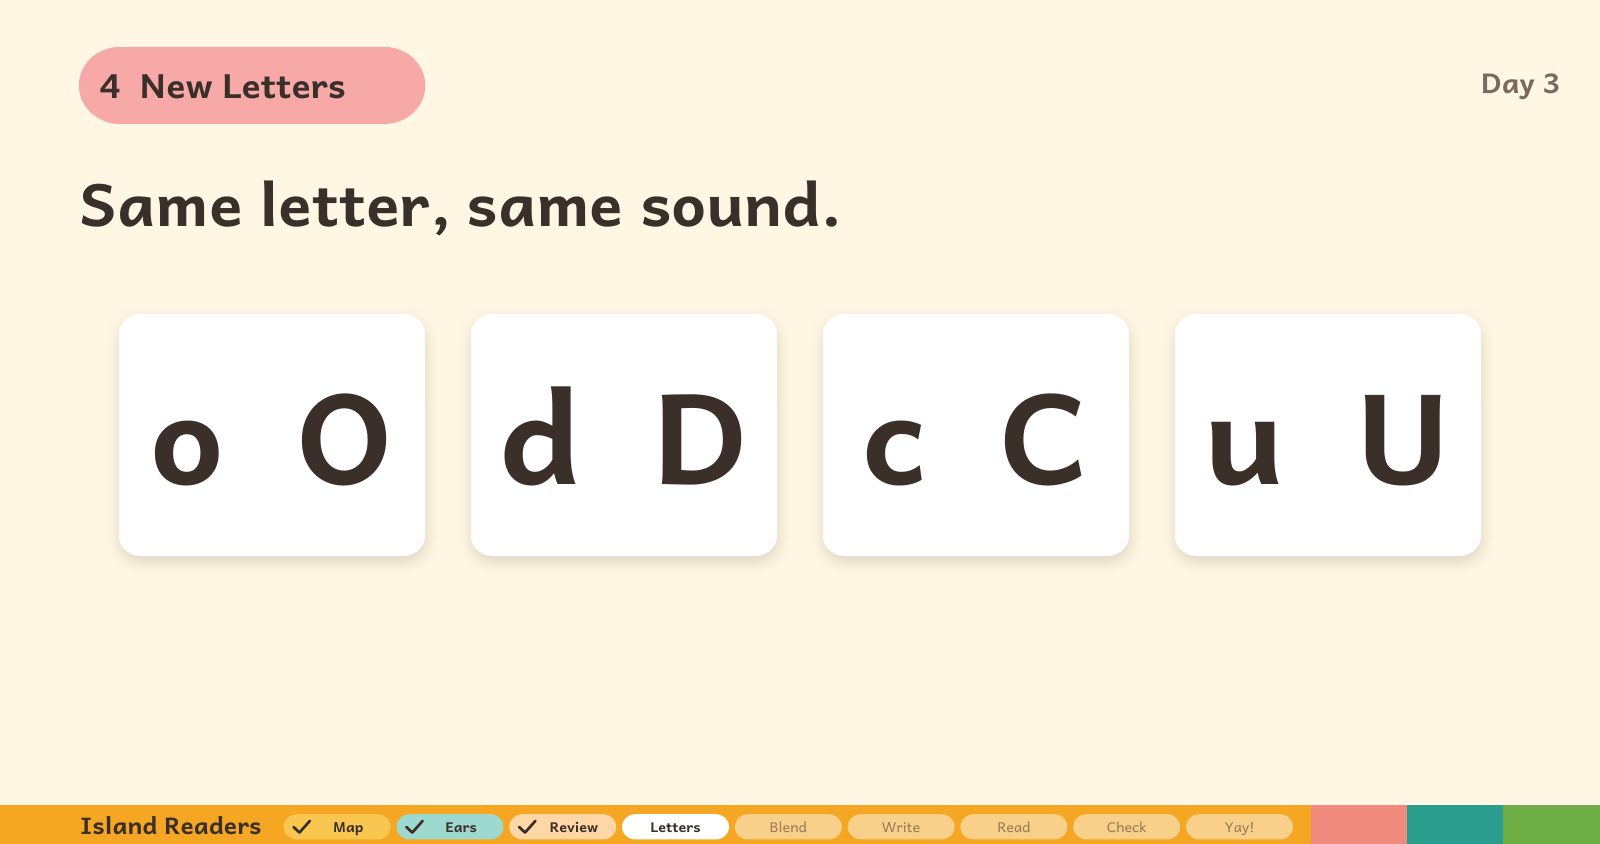 4 New Letters
Day 3
Same letter, same sound.
o O d D c C u U
Island Readers Map Ears Review Letters Blend Write Read Check Yay!